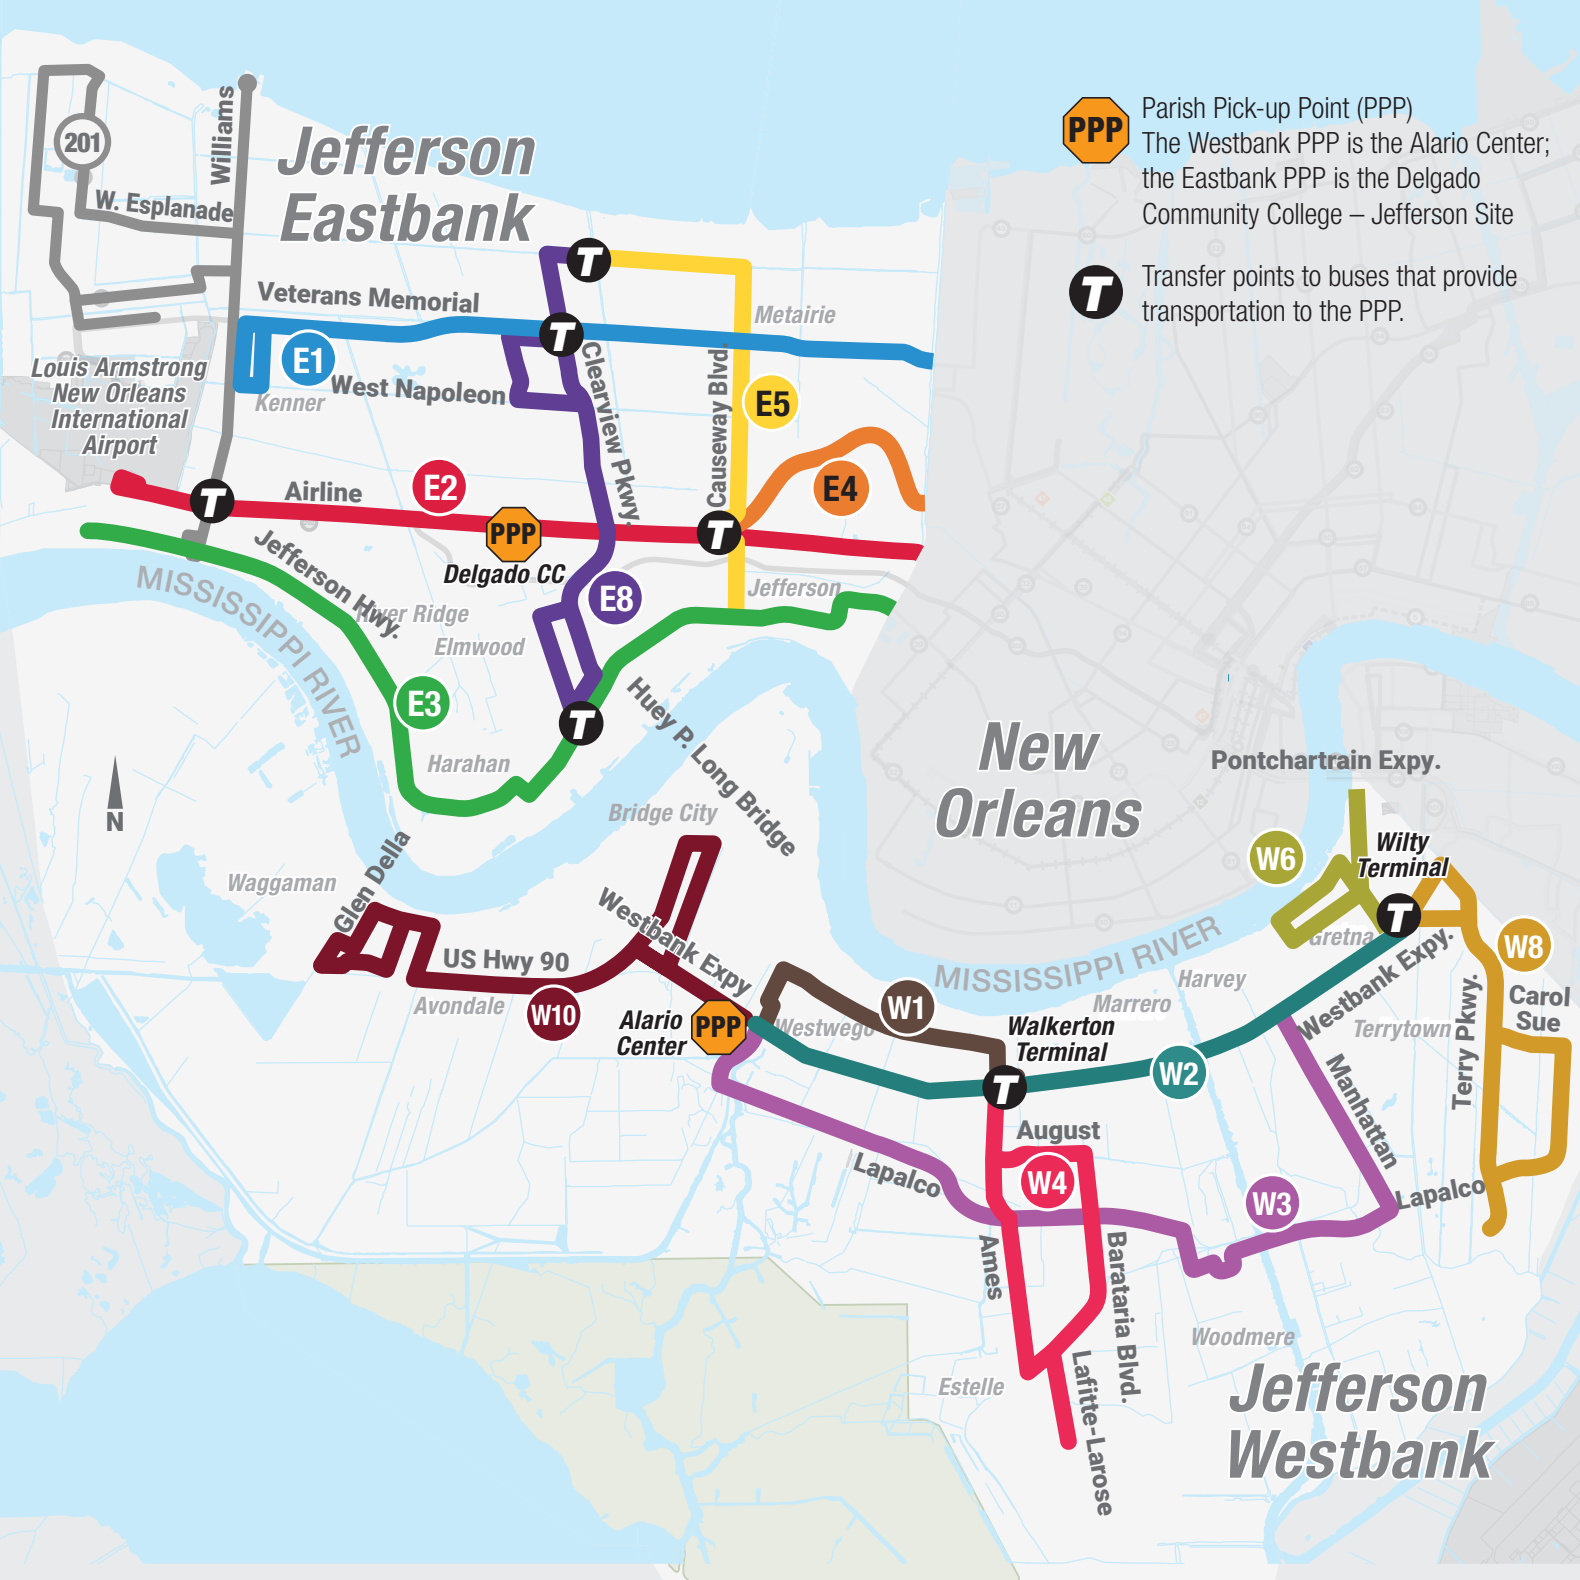 Parish Pick-up Point (PPP)
PPP
The Westbank PPP is the Alario Center;
the Eastbank PPP is the Delgado
Community College – Jefferson Site
T
Transfer points to buses that provide
transportation to the PPP.
201
Williams
W. Esplanade
Jefferson
Eastbank
T
Veterans Memorial
Metairie
T
E1
Louis Armstrong
New Orleans
International
Airport
West Napoleon
Kenner
Clearview Pkwy.
Causeway Blvd.
E5
E4
Airline
E2
T
PPP
Delgado CC
T
Jefferson
E8
Jefferson Hwy.
River Ridge
Elmwood
MISSISSIPPI RIVER
E3
T
Harahan
Huey P. Long Bridge
Bridge City
N
New
Orleans
Pontchartrain Expy.
Wilty
Terminal
W6
T
Gretna
Glen Della
Waggaman
Westbank Expy
US Hwy 90
Avondale
W10
Alario
Center
PPP
Westwego
W1
MISSISSIPPI RIVER
Harvey
Marrero
Walkerton
Terminal
T
W2
Westbank Expy.
Terrytown
Terry Pkwy.
W8
Carol
Sue
Manhattan
August
W4
Lapalco
W3
Lapalco
Ames
Barataria Blvd.
Lafitte-Larose
Estelle
Woodmere
Jefferson
Westbank